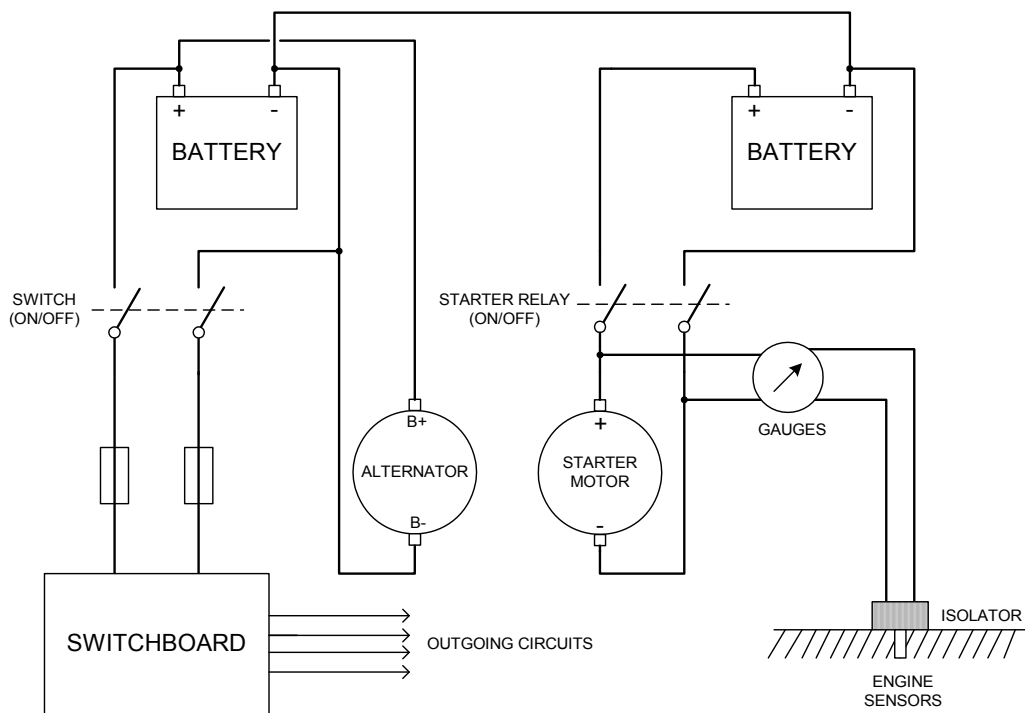 + -
BATTERY
+ -
BATTERY
SWITCH
(ON/OFF)
STARTER RELAY
(ON/OFF)
B+
ALTERNATOR
B-
+
STARTER
MOTOR
-
GAUGES
SWITCHBOARD
OUTGOING CIRCUITS
ISOLATOR
ENGINE
SENSORS